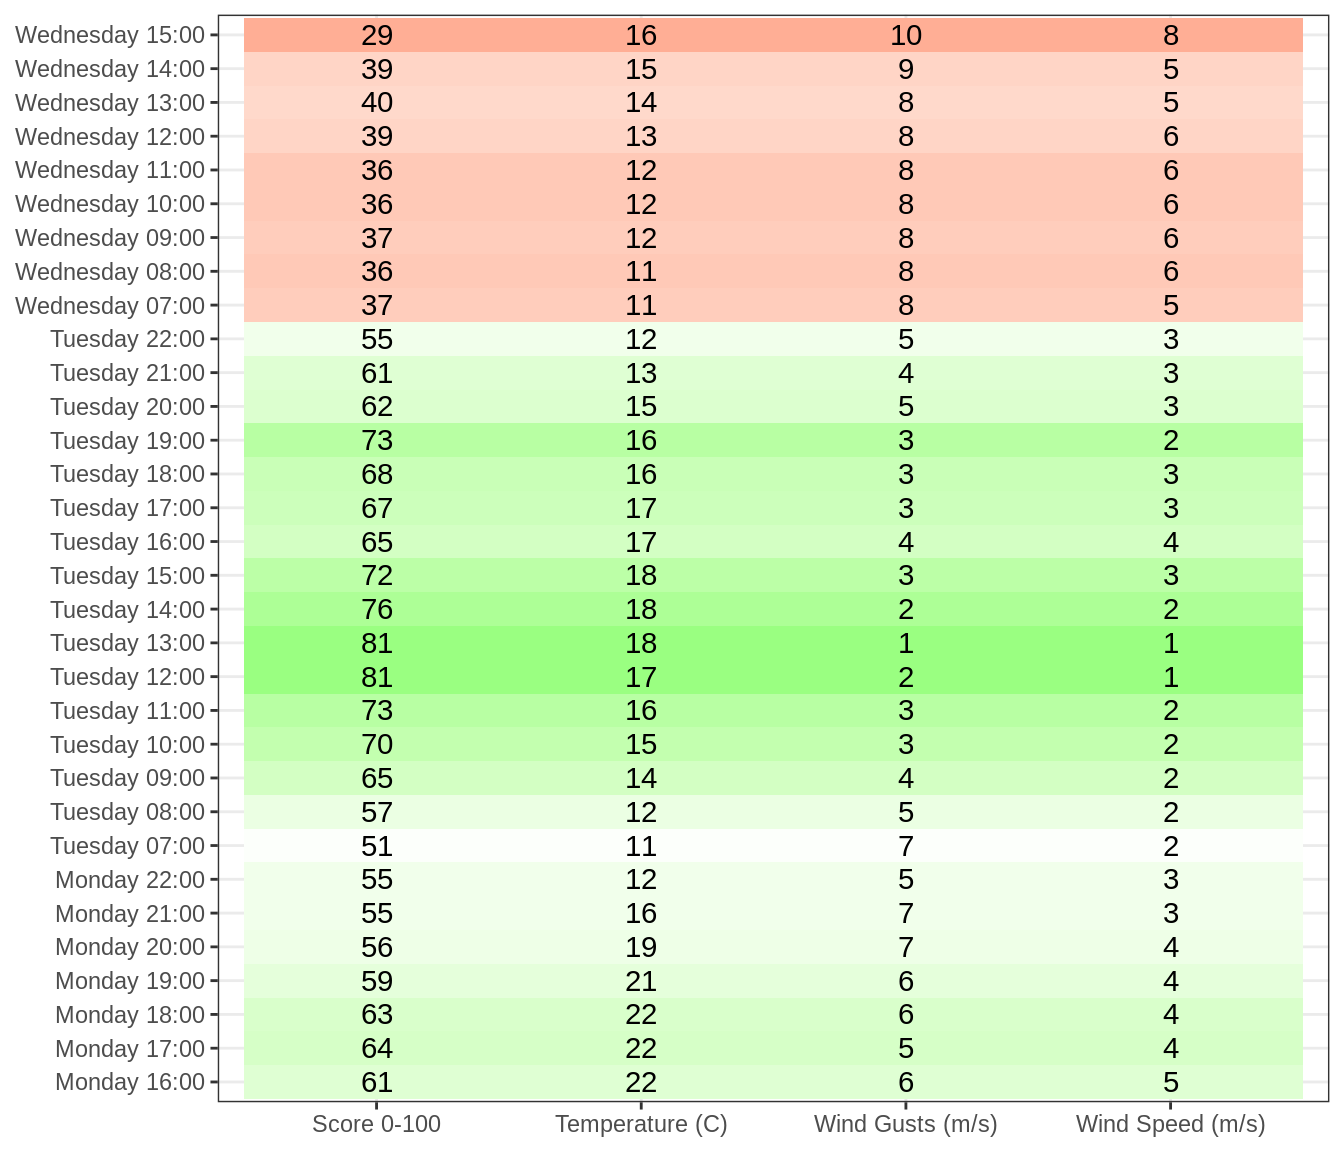 Wednesday 15:00 29 16 10 8
Wednesday 14:00 39 15 9 5
Wednesday 13:00 40 14 8 5
Wednesday 12:00 39 13 8 6
Wednesday 11:00 36 12 8 6
Wednesday 10:00 36 12 8 6
Wednesday 09:00 37 12 8 6
Wednesday 08:00 36 11 8 6
Wednesday 07:00 37 11 8 5
Tuesday 22:00 55 12 5 3
Tuesday 21:00 61 13 4 3
Tuesday 20:00 62 15 5 3
Tuesday 19:00 73 16 3 2
Tuesday 18:00 68 16 3 3
Tuesday 17:00 67 17 3 3
Tuesday 16:00 65 17 4 4
Tuesday 15:00 72 18 3 3
Tuesday 14:00 76 18 2 2
Tuesday 13:00 81 18 1 1
Tuesday 12:00 81 17 2 1
Tuesday 11:00 73 16 3 2
Tuesday 10:00 70 15 3 2
Tuesday 09:00 65 14 4 2
Tuesday 08:00 57 12 5 2
Tuesday 07:00 51 11 7 2
Monday 22:00 55 12 5 3
Monday 21:00 55 16 7 3
Monday 20:00 56 19 7 4
Monday 19:00 59 21 6 4
Monday 18:00 63 22 6 4
Monday 17:00 64 22 5 4
Monday 16:00 61 22 6 5
Score 0-100 Temperature (C) Wind Gusts (m/s) Wind Speed (m/s)